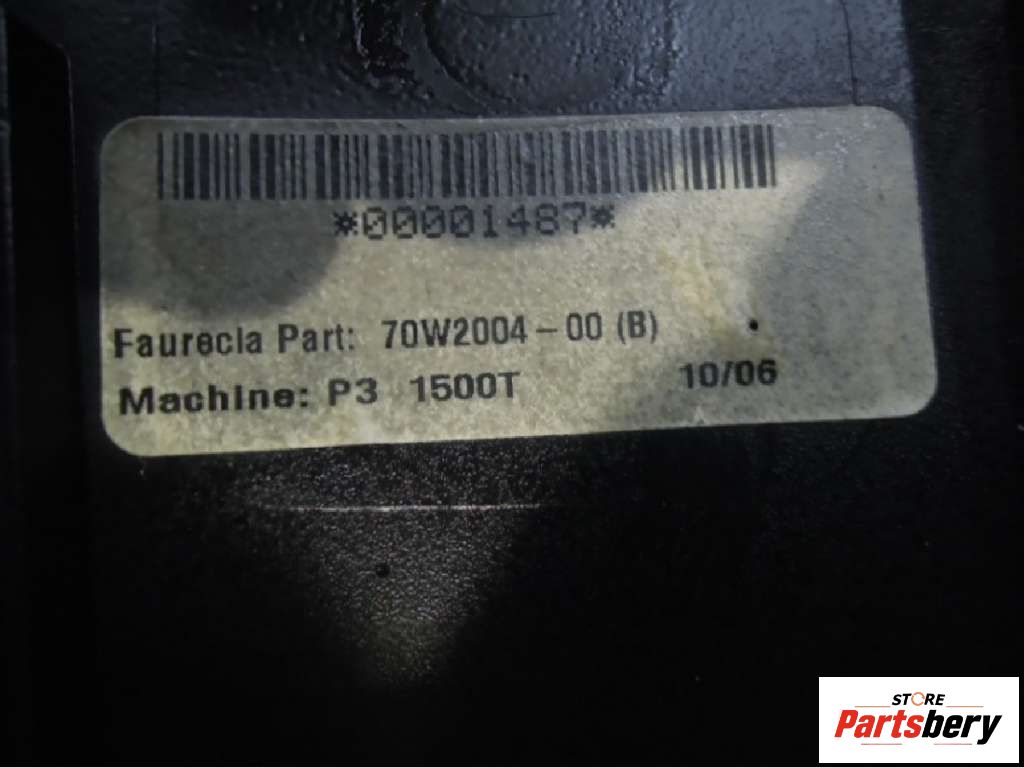 *00001487*
Faurecia Part: 70W2004-00 (B)
Machine: P3 1500T 10/06
STORE
Partsbery